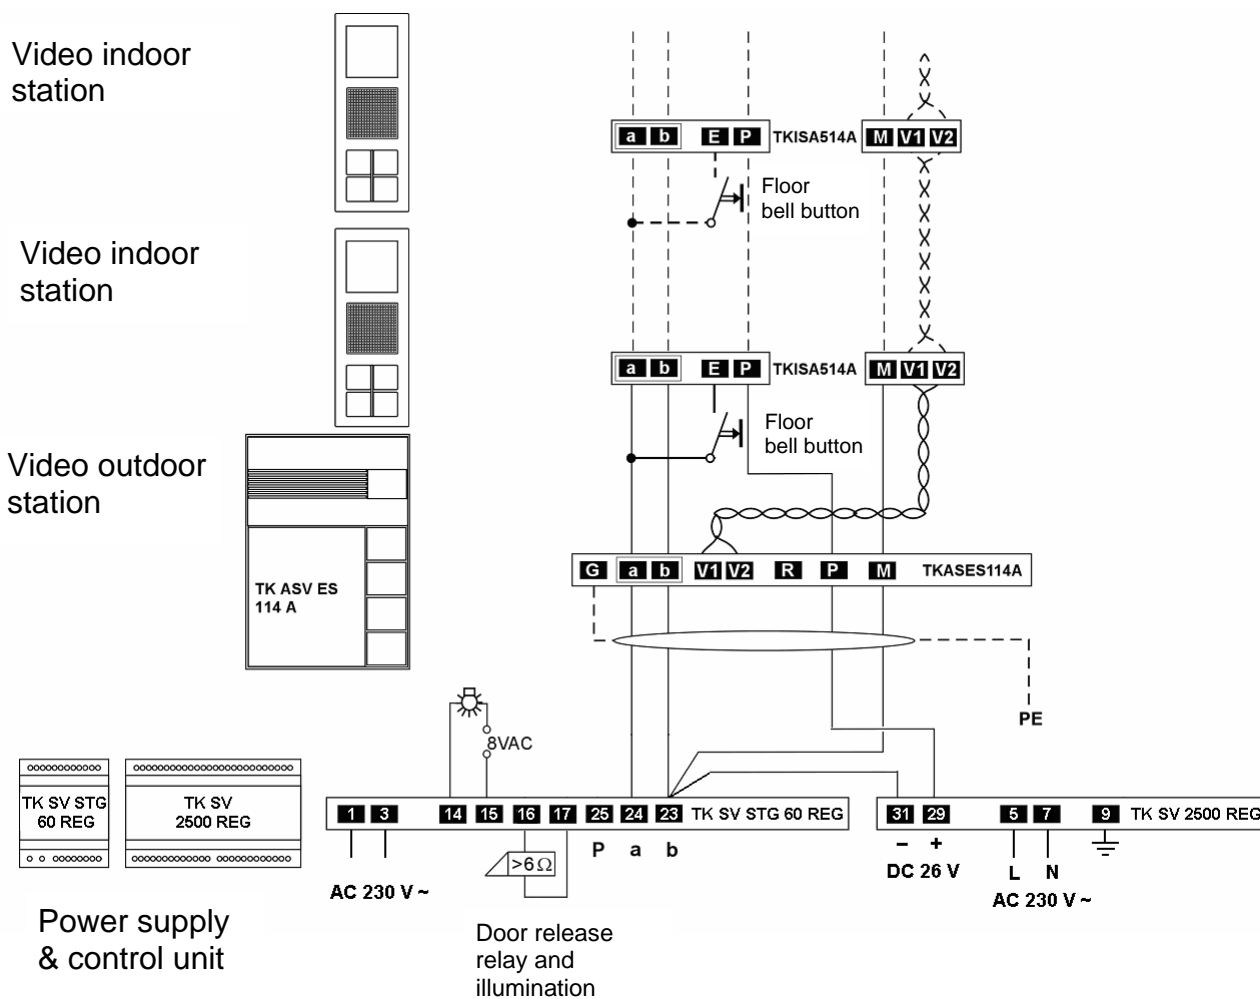 Video indoor
station
a b E P TKISA514A M V1 V2
Floor
bell button
Video indoor
station
a b E P TKISA514A M V1 V2
Floor
bell button
Video outdoor
station
TK ASV ES
114 A
G a b V1 V2 R P M TKASES114A
PE
8VAC
TK SV STG
60 REG
TK SV
2500 REG
1 3 14 15 16 17 25 24 23 TK SV STG 60 REG
31 29 5 7 9 TK SV 2500 REG
P a b
– +
>6Ω
DC 26 V
L N
AC 230 V ~
AC 230 V ~
Power supply
& control unit
Door release
relay and
illumination